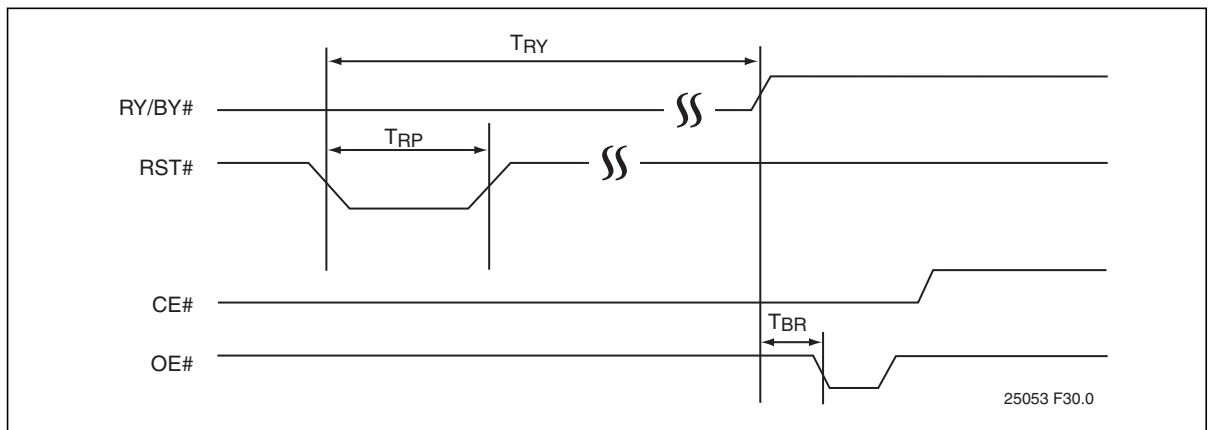 TRY
RY/BY#
TRP
RST#
CE#
TBR
OE#
25053 F30.0